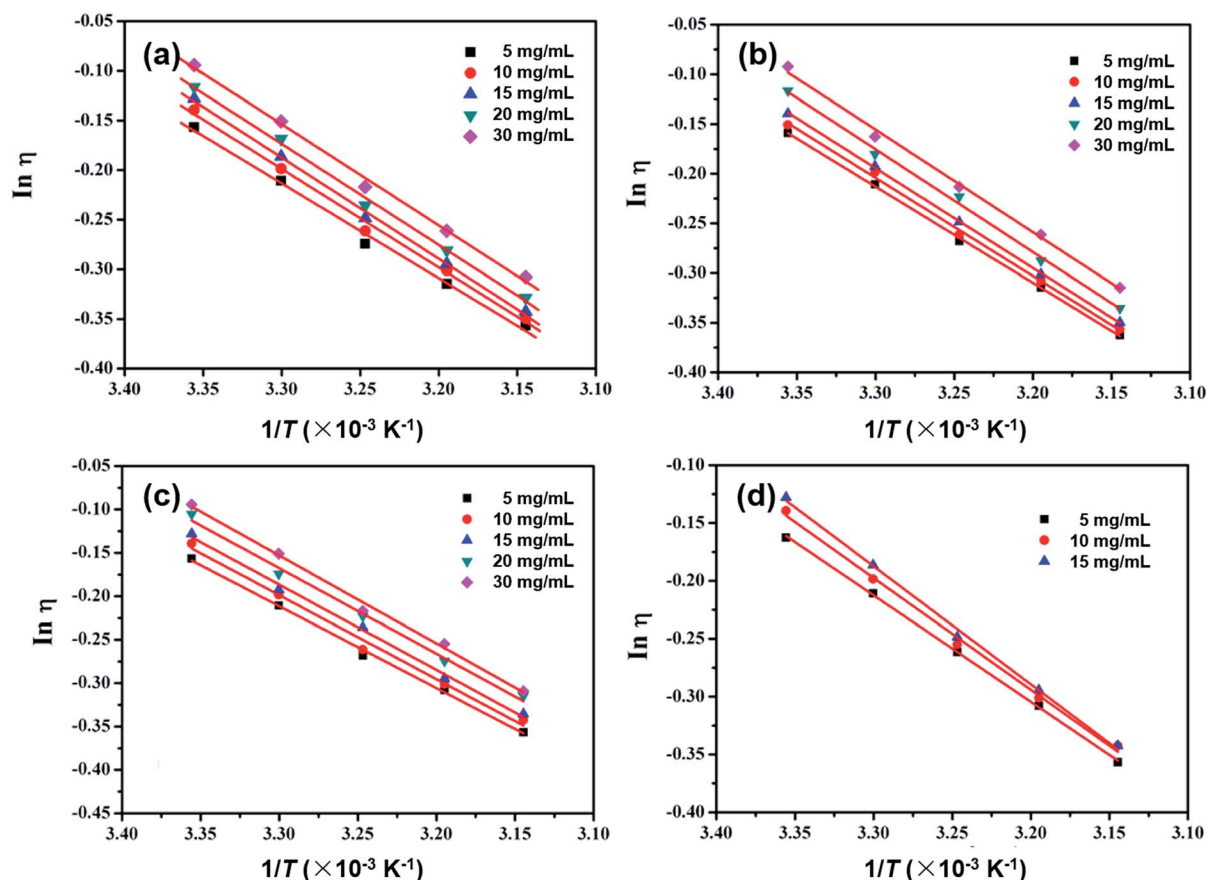 (a)
5 mg/mL
10 mg/mL
15 mg/mL
20 mg/mL
30 mg/mL
-0.05
-0.10
-0.15
-0.20
-0.25
-0.30
-0.35
-0.40
In η
3.40 3.35 3.30 3.25 3.20 3.15 3.10
1/T (×10⁻³ K⁻¹)
(b)
5 mg/mL
10 mg/mL
15 mg/mL
20 mg/mL
30 mg/mL
-0.05
-0.10
-0.15
-0.20
-0.25
-0.30
-0.35
-0.40
In η
3.40 3.35 3.30 3.25 3.20 3.15 3.10
1/T (×10⁻³ K⁻¹)
(c)
5 mg/mL
10 mg/mL
15 mg/mL
20 mg/mL
30 mg/mL
-0.05
-0.10
-0.15
-0.20
-0.25
-0.30
-0.35
-0.40
-0.45
In η
3.40 3.35 3.30 3.25 3.20 3.15 3.10
1/T (×10⁻³ K⁻¹)
(d)
5 mg/mL
10 mg/mL
15 mg/mL
-0.10
-0.15
-0.20
-0.25
-0.30
-0.35
-0.40
In η
3.40 3.35 3.30 3.25 3.20 3.15 3.10
1/T (×10⁻³ K⁻¹)